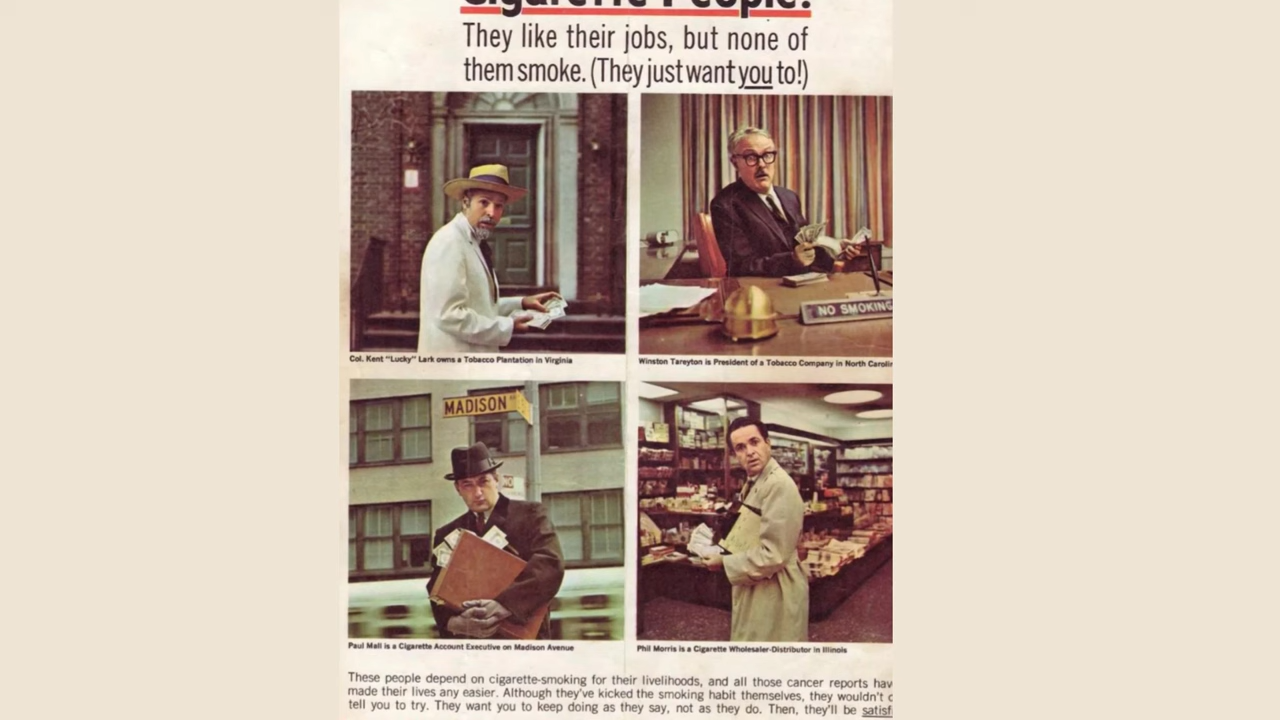 Cigarette People!
They like their jobs, but none of
them smoke. (They just want you to!)
NO SMOKING
Col. Kent "Lucky" Lark owns a Tobacco Plantation in Virginia
Winston Tareyton is President of a Tobacco Company in North Carolin
MADISON
Paul Mall is a Cigarette Account Executive on Madison Avenue
Phil Morris is a Cigarette Wholesaler-Distributor in Illinois
These people depend on cigarette-smoking for their livelihoods, and all those cancer reports hav
made their lives any easier. Although they've kicked the smoking habit themselves, they wouldn't d
tell you to try. They want you to keep doing as they say, not as they do. Then, they'll be satisf